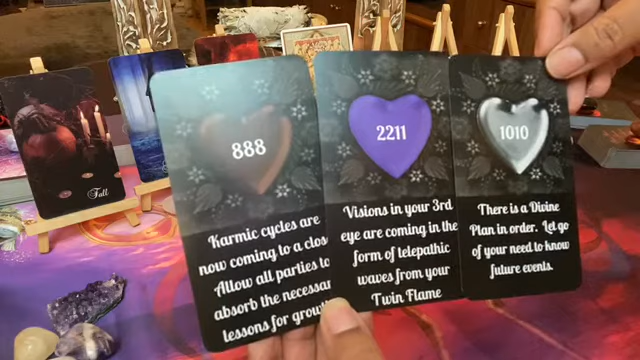 888
Karmic cycles are
now coming to a clos
Allow all parties to
absorb the necessar
lessons for growt
2211
Visions in your 3rd
eye are coming in the
form of telepathic
waves from your
Twin Flame
1010
There is a Divine
Plan in order. Let go
of your need to know
future events.
Fall